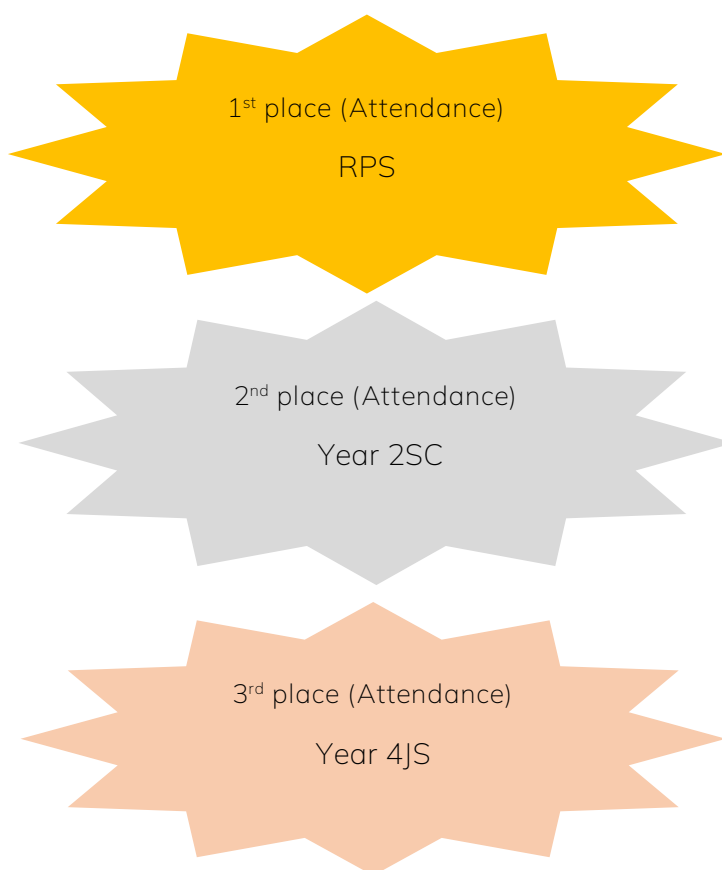 1st place (Attendance)
RPS
2nd place (Attendance)
Year 2SC
3rd place (Attendance)
Year 4JS